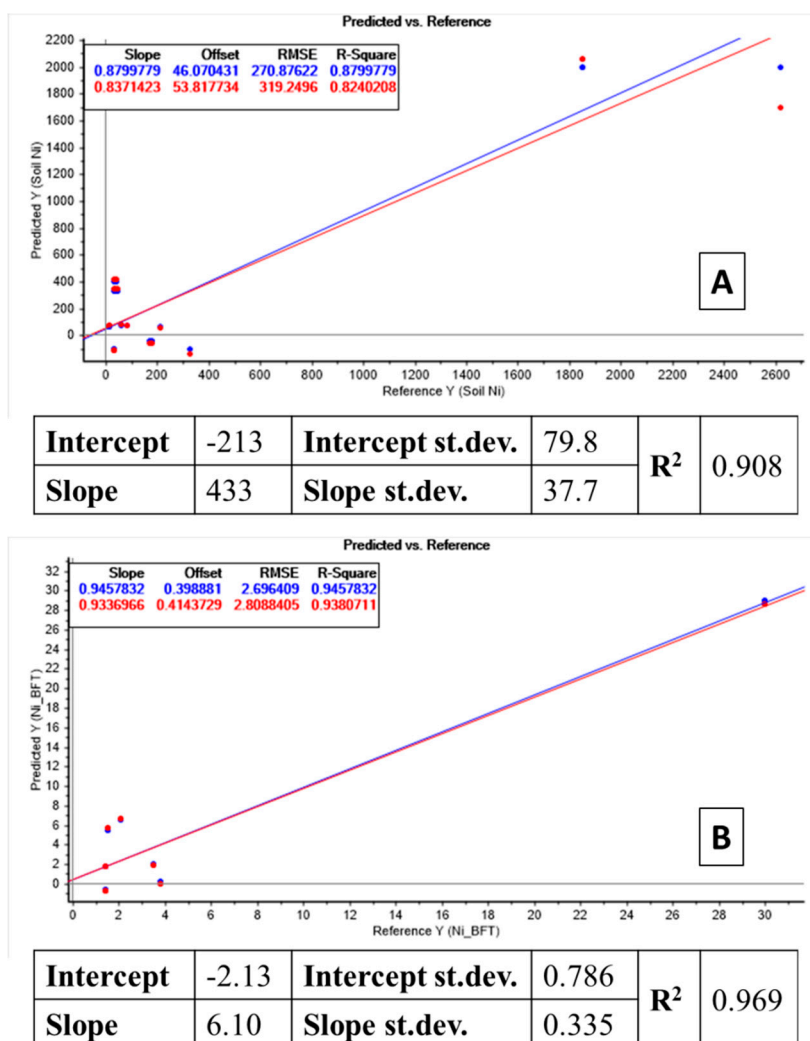 Predicted vs. Reference
Slope Offset RMSE R-Square
0.8799779 46.070431 270.87622 0.8799779
0.8371423 53.817734 319.2496 0.8240208
2200
2000
1800
1600
1400
1200
1000
800
600
400
200
0
Predicted Y (Soil Ni)
A
0 200 400 600 800 1000 1200 1400 1600 1800 2000 2200 2400 2600
Reference Y (Soil Ni)
Intercept -213 Intercept st.dev. 79.8 R² 0.908
Slope 433 Slope st.dev. 37.7
Predicted vs. Reference
Slope Offset RMSE R-Square
0.9457832 0.398881 2.696409 0.9457832
0.9336966 0.4143729 2.8088405 0.9380711
32
30
28
26
24
22
20
18
16
14
12
10
8
6
4
2
0
Predicted Y (Ni_BFT)
B
0 2 4 6 8 10 12 14 16 18 20 22 24 26 28 30
Reference Y (Ni_BFT)
Intercept -2.13 Intercept st.dev. 0.786 R² 0.969
Slope 6.10 Slope st.dev. 0.335